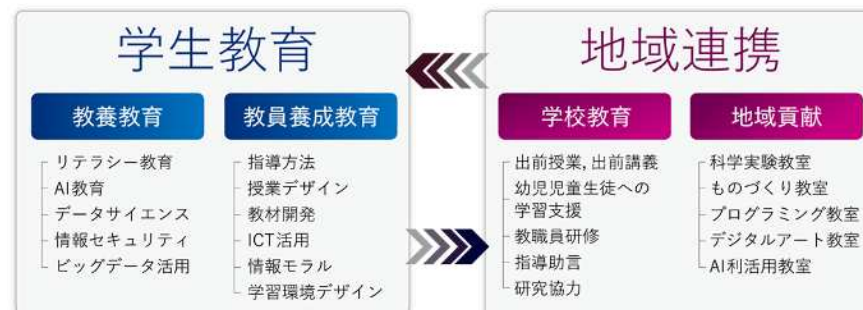 学生教育
教養教育
リテラシー教育
AI教育
データサイエンス
情報セキュリティ
ビッグデータ活用
教員養成教育
指導方法
授業デザイン
教材開発
ICT活用
情報モラル
学習環境デザイン
地域連携
学校教育
出前授業, 出前講義
幼児児童生徒への
学習支援
教職員研修
指導助言
研究協力
地域貢献
科学実験教室
ものづくり教室
プログラミング教室
デジタルアート教室
AI利活用教室